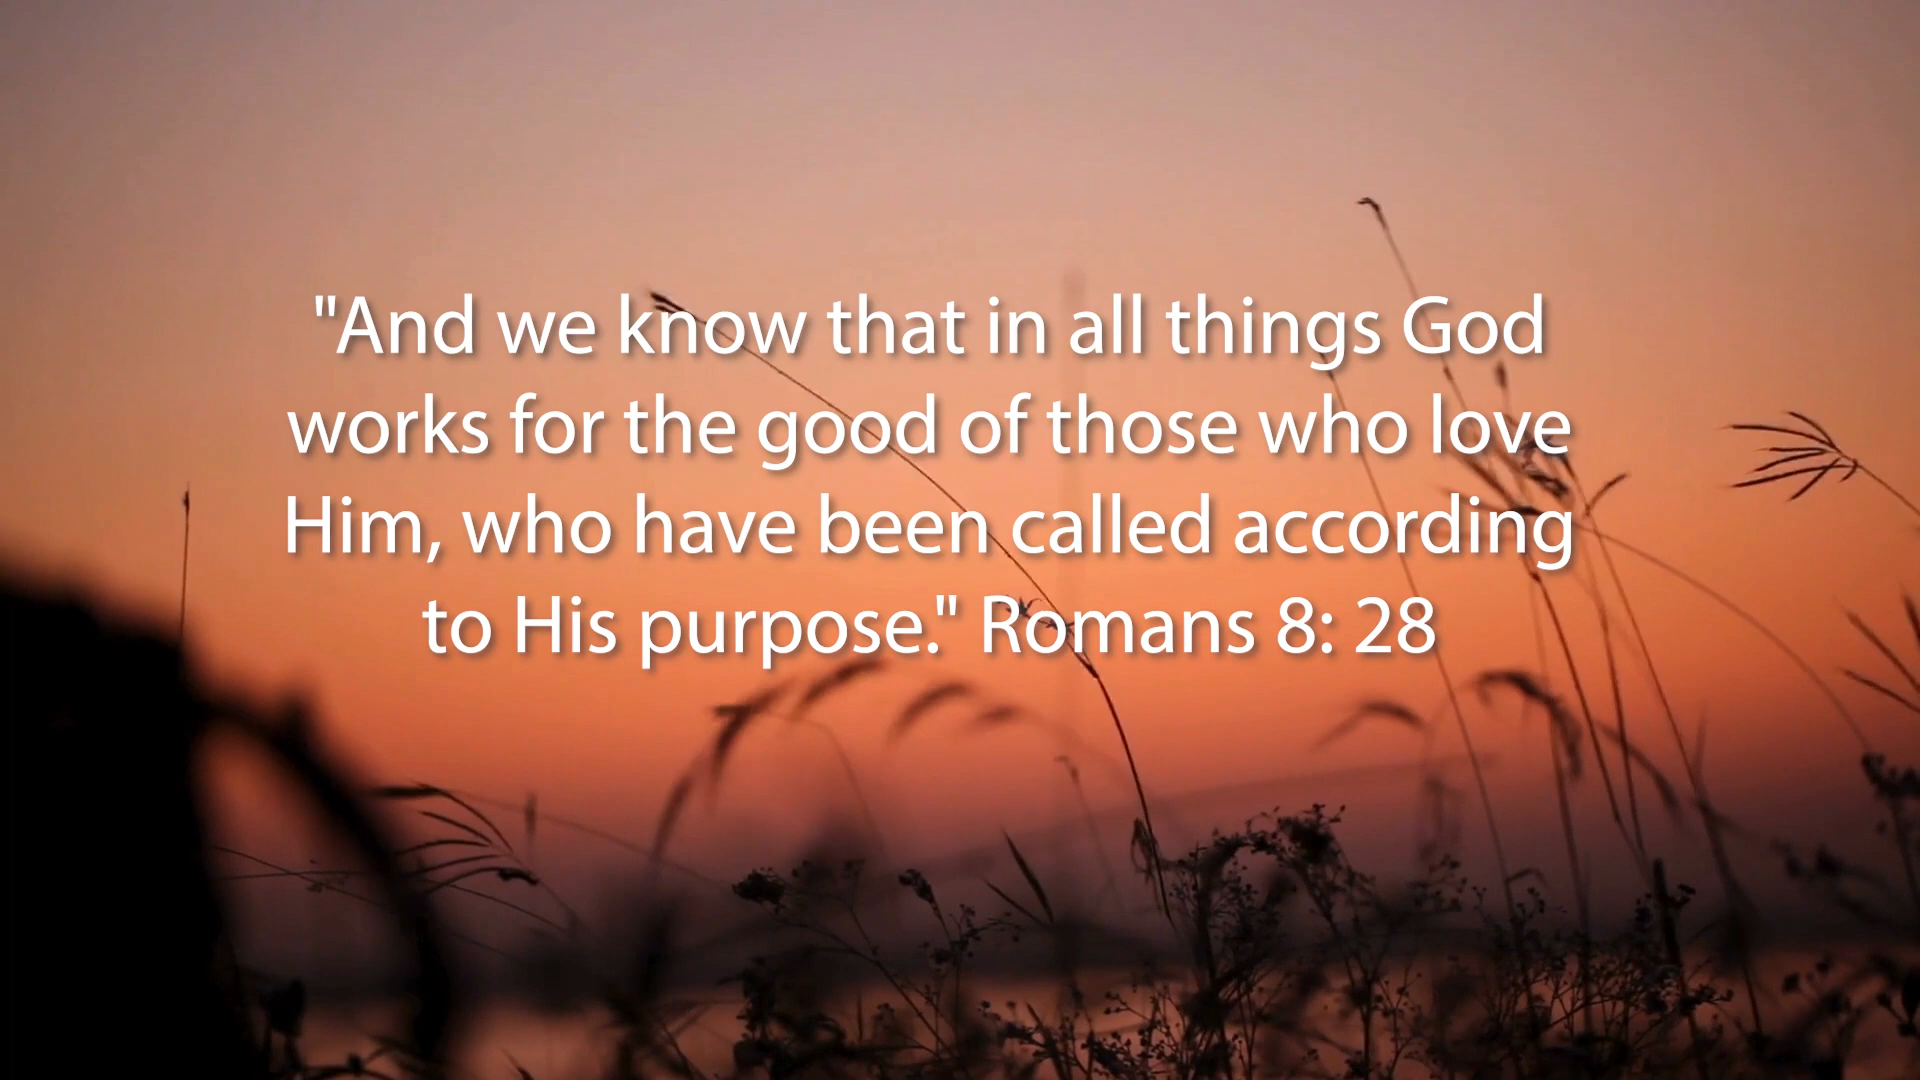 "And we know that in all things God
works for the good of those who love
Him, who have been called according
to His purpose." Romans 8: 28